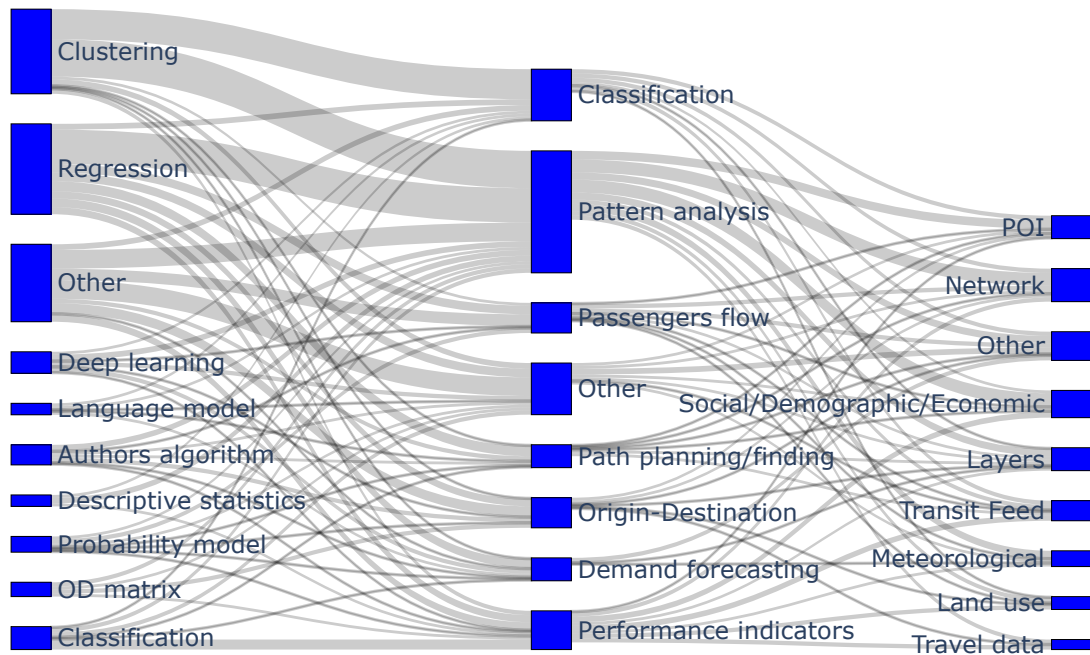 Clustering
Regression
Other
Deep learning
Language model
Authors algorithm
Descriptive statistics
Probability model
OD matrix
Classification
Classification
Pattern analysis
Passengers flow
Other
Path planning/finding
Origin-Destination
Demand forecasting
Performance indicators
POI
Network
Other
Social/Demographic/Economic
Layers
Transit Feed
Meteorological
Land use
Travel data